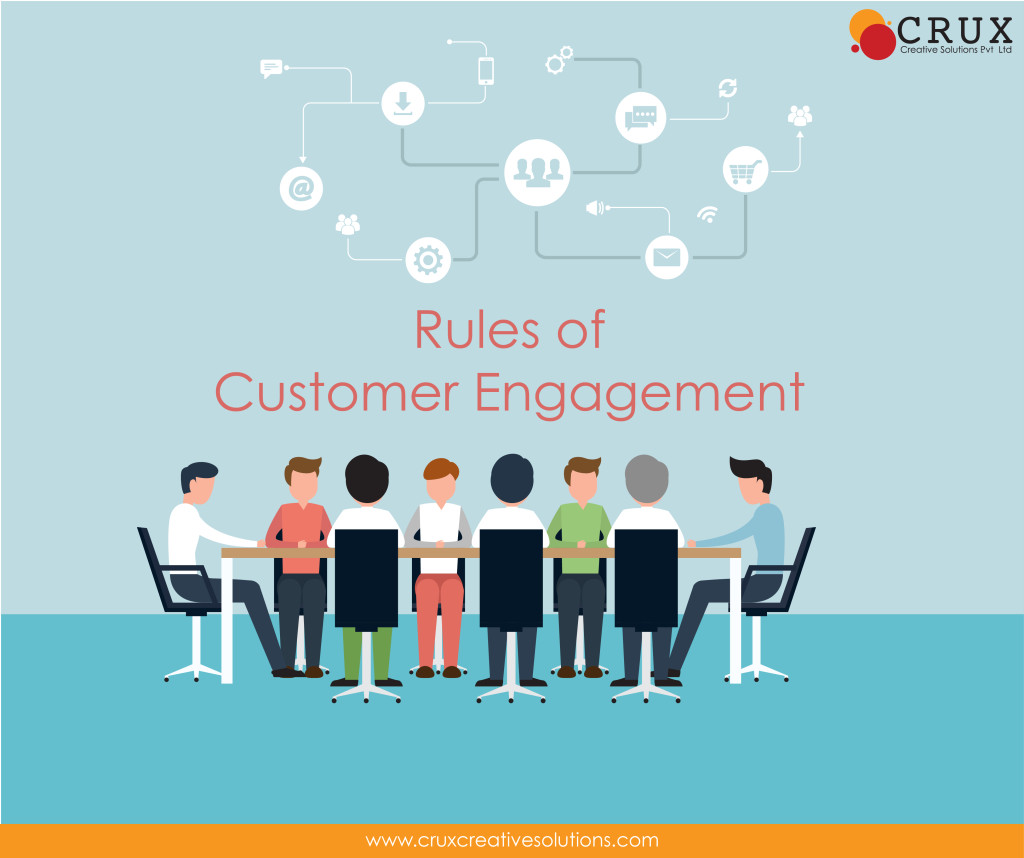 CRUX
Creative Solutions Pvt Ltd
@
Rules of
Customer Engagement
www.cruxcreativesolutions.com